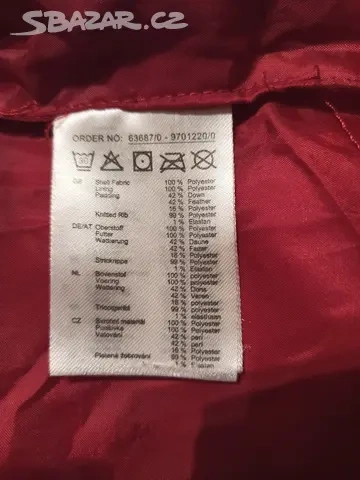 SBAZAR.CZ
ORDER NO: 63687/0 - 9701220/0
GB Shell Fabric 100 % Polyester
Lining 100 % Polyester
Padding 42 % Down
42 % Feather
16 % Polyester
Knitted Rib 99 % Polyester
1 % Elastan
DE/AT Oberstoff 100 % Polyester
Futter 100 % Polyester
Wattierung 42 % Daune
42 % Feder
16 % Polyester
Strickrippe 99 % Polyester
1 % Elastan
NL Bovenstof 100 % Polyester
Voering 100 % Polyester
Wattering 42 % Dons
42 % Veren
16 % Polyester
99 % Polyester
1 % elasthan
CZ Svrchní materiál 100 % Polyester
Podšívka 100 % Polyester
Vatování 42 % peří
42 % peří
16 % Polyester
Pletené žebrování 99 % Polyester
1 % Elastan